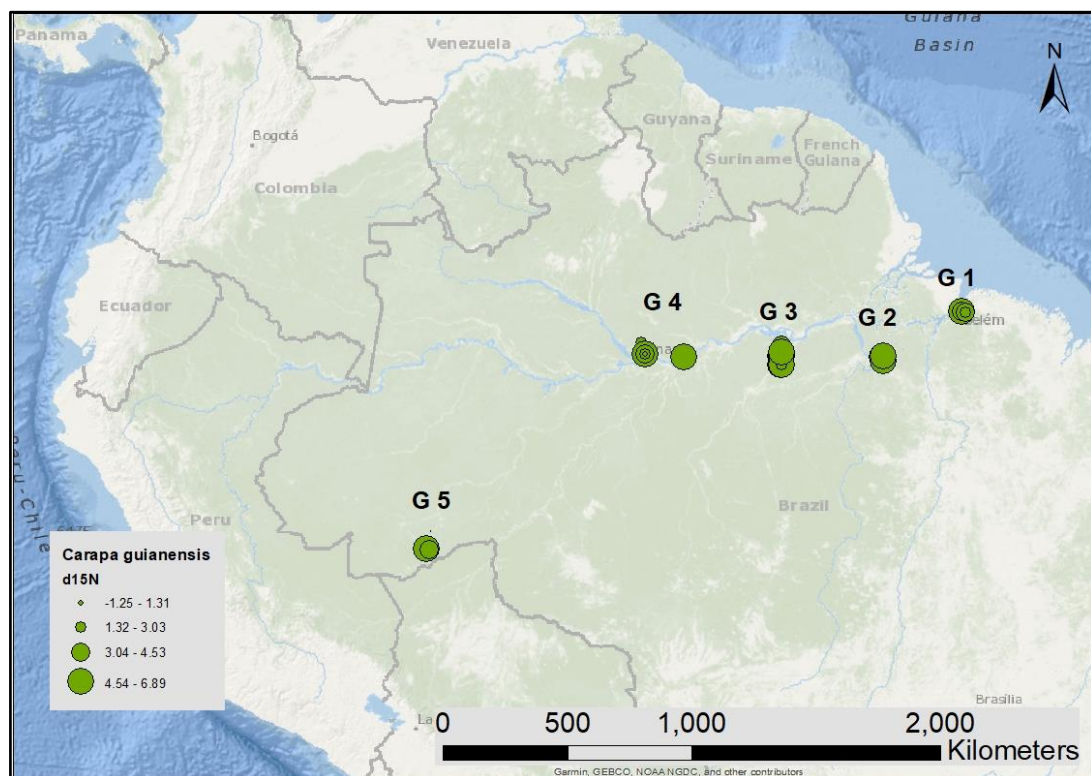 Panama
Venezuela
Guiana
Basin
N
Bogotá
Guyana
Suriname
French
Guiana
Colombia
Ecuador
G 1
G 4
G 3
G 2
Peru
Brazil
G 5
Carapa guianensis
d15N
-1.25 - 1.31
1.32 - 3.03
3.04 - 4.53
4.54 - 6.89
Brasília
0 500 1,000 2,000
Kilometers
Garmin, GEBCO, NOAA NGDC, and other contributors